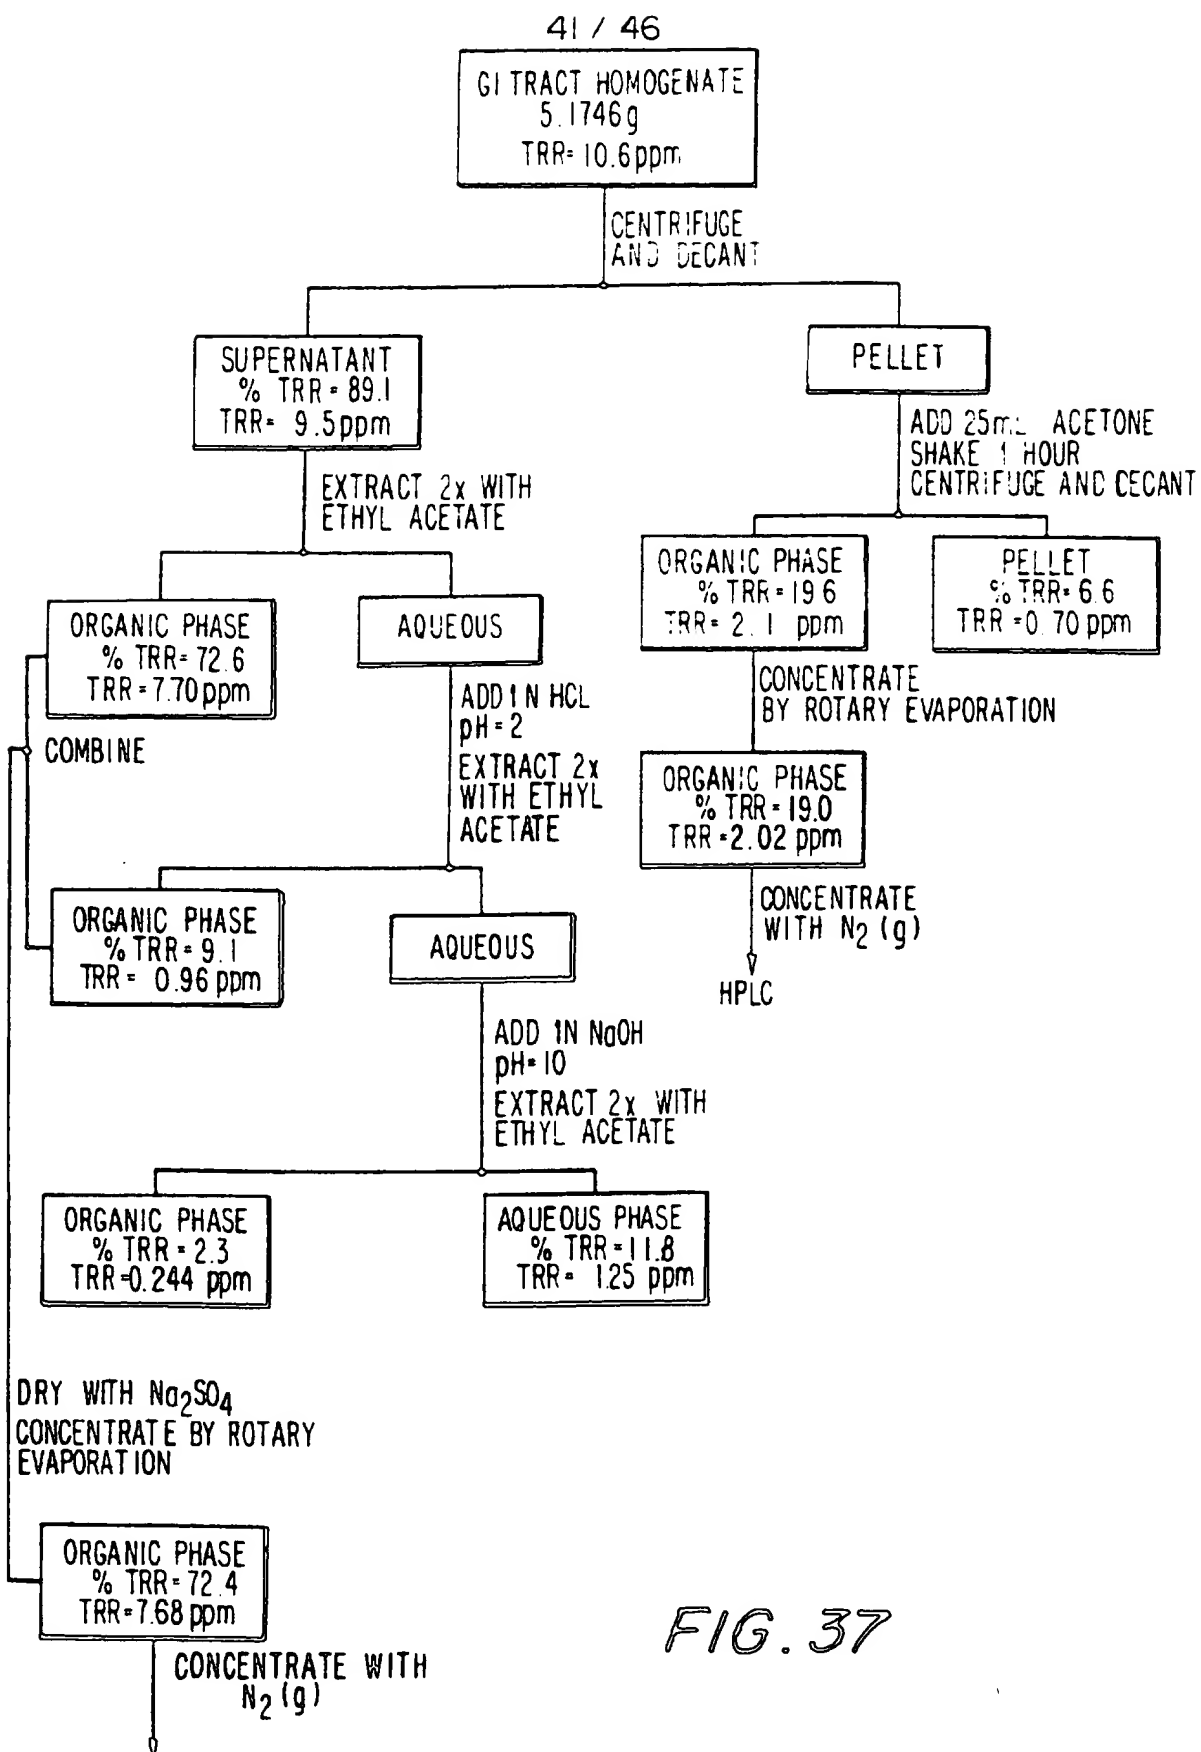 41 / 46
GI TRACT HOMOGENATE
5.1746g
TRR=10.6ppm
CENTRIFUGE
AND DECANT
SUPERNATANT
% TRR=89.1
TRR= 9.5ppm
PELLET
ADD 25mL ACETONE
SHAKE 1 HOUR
CENTRIFUGE AND CECANT
EXTRACT 2x WITH
ETHYL ACETATE
ORGANIC PHASE
% TRR=19.6
TRR=2.1 ppm
PELLET
% TRR=6.6
TRR=0.70 ppm
ORGANIC PHASE
% TRR=72.6
TRR=7.70ppm
AQUEOUS
CONCENTRATE
BY ROTARY EVAPORATION
COMBINE
ADD 1N HCL
pH=2
EXTRACT 2x
WITH ETHYL
ACETATE
ORGANIC PHASE
% TRR=19.0
TRR=2.02 ppm
CONCENTRATE
WITH N2 (g)
HPLC
ORGANIC PHASE
% TRR=9.1
TRR= 0.96 ppm
AQUEOUS
ADD 1N NaOH
pH=10
EXTRACT 2x WITH
ETHYL ACETATE
ORGANIC PHASE
% TRR=2.3
TRR=0.244 ppm
AQUEOUS PHASE
% TRR=11.8
TRR= 1.25 ppm
DRY WITH Na2SO4
CONCENTRATE BY ROTARY
EVAPORATION
ORGANIC PHASE
% TRR=72.4
TRR=7.68ppm
CONCENTRATE WITH
N2 (g)
FIG. 37